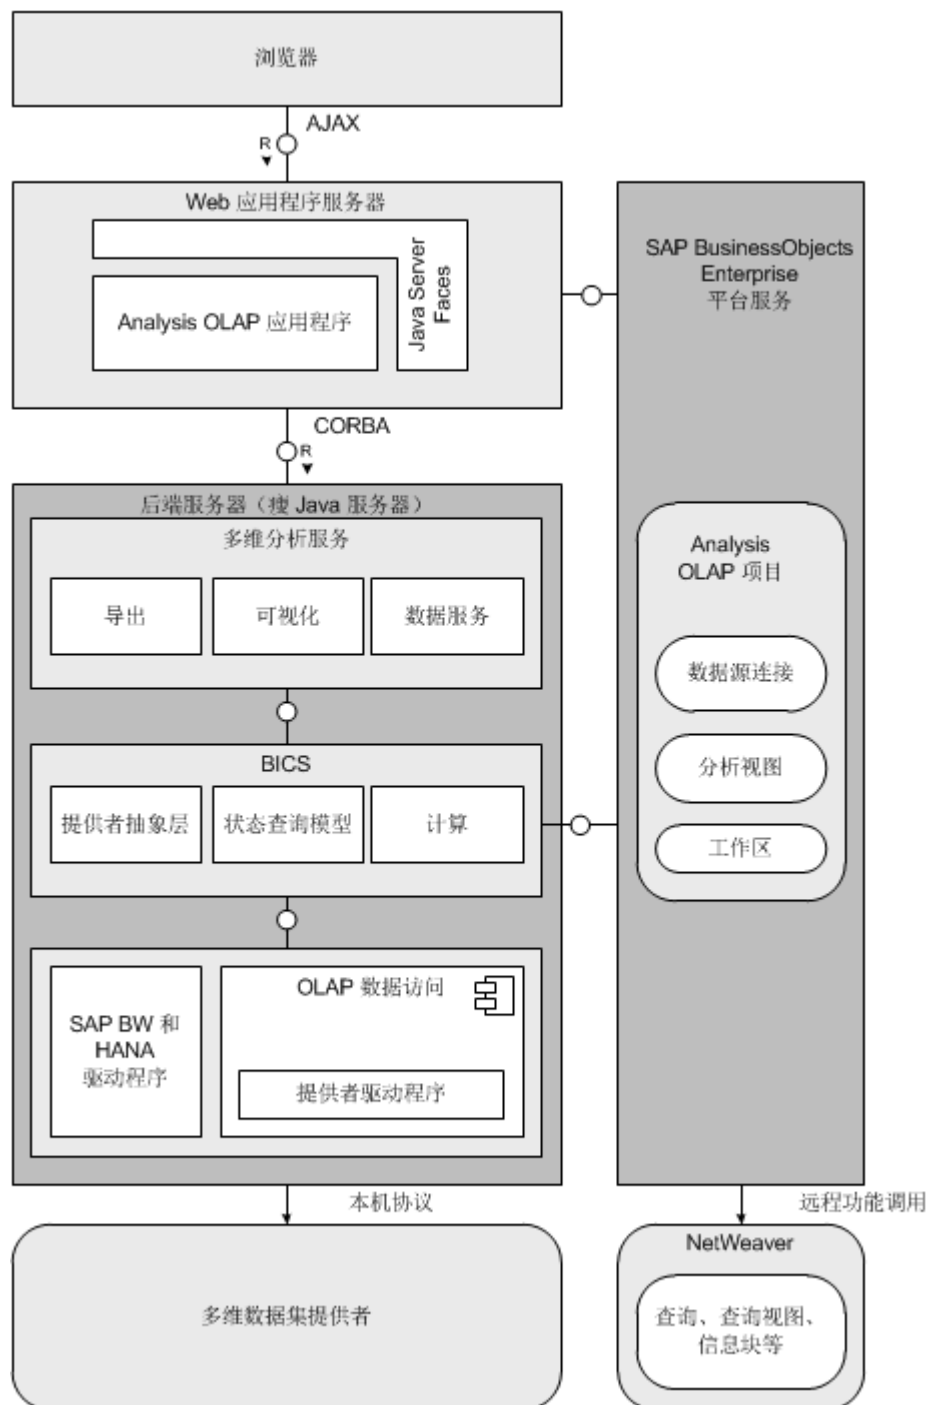 浏览器
AJAX
R
Web 应用程序服务器
Java Server
Faces
Analysis OLAP 应用程序
SAP BusinessObjects
Enterprise
平台服务
CORBA
R
后端服务器（瘦 Java 服务器）
多维分析服务
导出
可视化
数据服务
Analysis
OLAP 项目
数据源连接
分析视图
工作区
BICS
提供者抽象层
状态查询模型
计算
SAP BW 和
HANA
驱动程序
OLAP 数据访问
提供者驱动程序
本机协议
远程功能调用
多维数据集提供者
NetWeaver
查询、查询视图、
信息块等